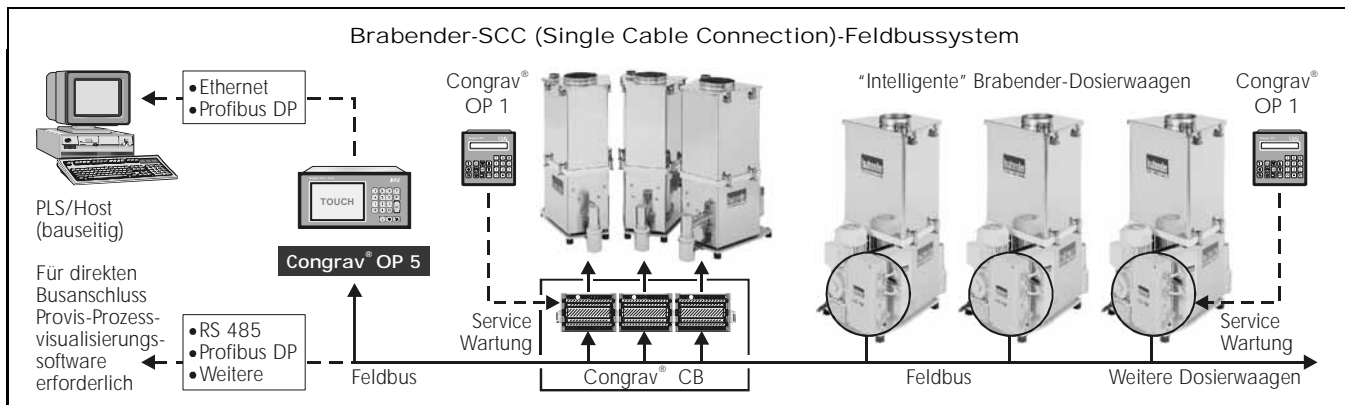 Brabender-SCC (Single Cable Connection)-Feldbussystem
• Ethernet
• Profibus DP
PLS/Host
(bauseitig)
TOUCH
Congrav® OP 5
Für direkten
Busanschluss
Provis-Prozess-
visualisierungs-
software
erforderlich
• RS 485
• Profibus DP
• Weitere
Feldbus
Congrav®
OP 1
Service
Wartung
Congrav® CB
"Intelligente" Brabender-Dosierwaagen
Feldbus
Congrav®
OP 1
Service
Wartung
Weitere Dosierwaagen